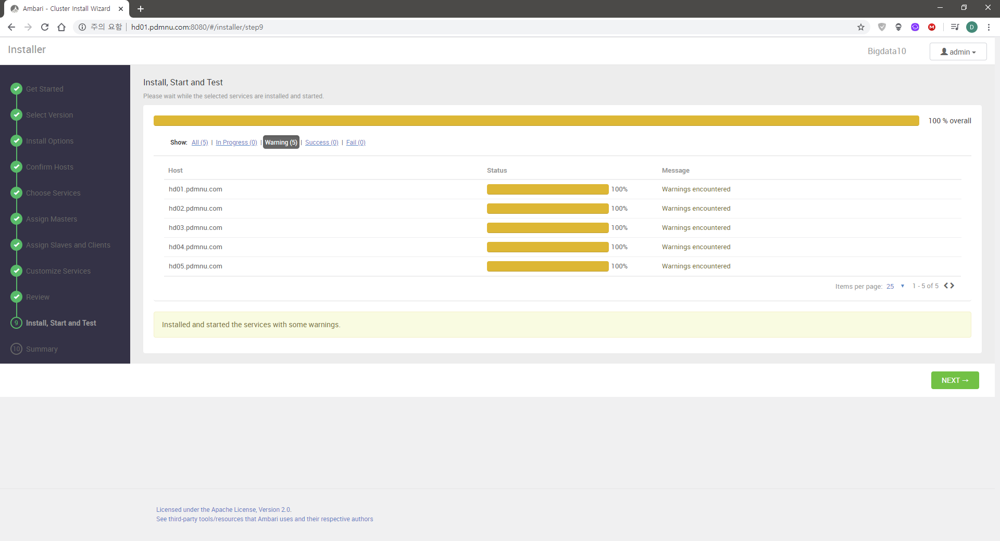 Ambari - Cluster Install Wizard
주의 요함 hd01.pdmnu.com:8080/#/installer/step9
D
Installer
Bigdata10
admin
Get Started
Select Version
Install Options
Confirm Hosts
Choose Services
Assign Masters
Assign Slaves and Clients
Customize Services
Review
9 Install, Start and Test
10 Summary
Install, Start and Test
Please wait while the selected services are installed and started.
100 % overall
Show: All (5) | In Progress (0) | Warning (5) | Success (0) | Fail (0)
Host Status Message
hd01.pdmnu.com 100% Warnings encountered
hd02.pdmnu.com 100% Warnings encountered
hd03.pdmnu.com 100% Warnings encountered
hd04.pdmnu.com 100% Warnings encountered
hd05.pdmnu.com 100% Warnings encountered
Items per page: 25 1 - 5 of 5
Installed and started the services with some warnings.
NEXT →
Licensed under the Apache License, Version 2.0.
See third-party tools/resources that Ambari uses and their respective authors